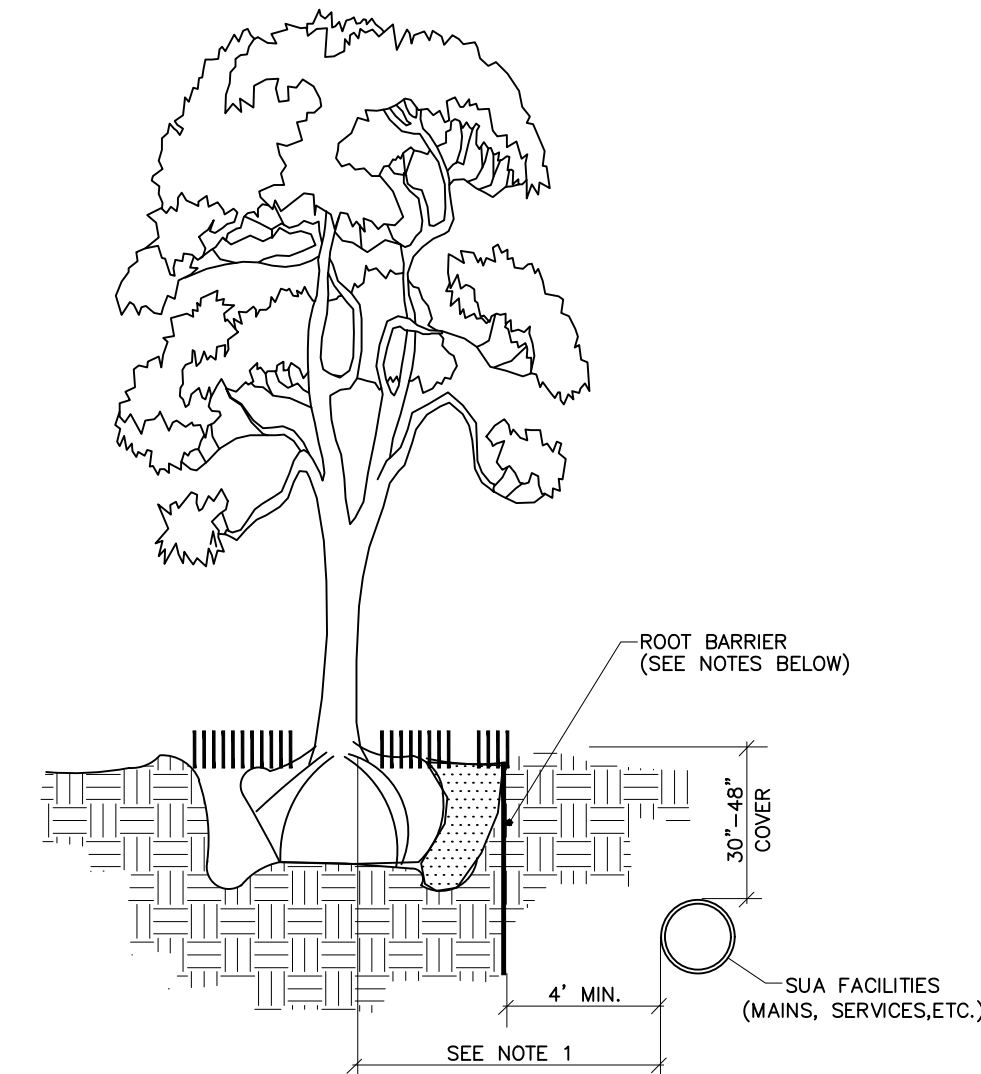 ROOT BARRIER
(SEE NOTES BELOW)
30"-48"
COVER
SUA FACILITIES
(MAINS, SERVICES,ETC.)
4' MIN.
SEE NOTE 1